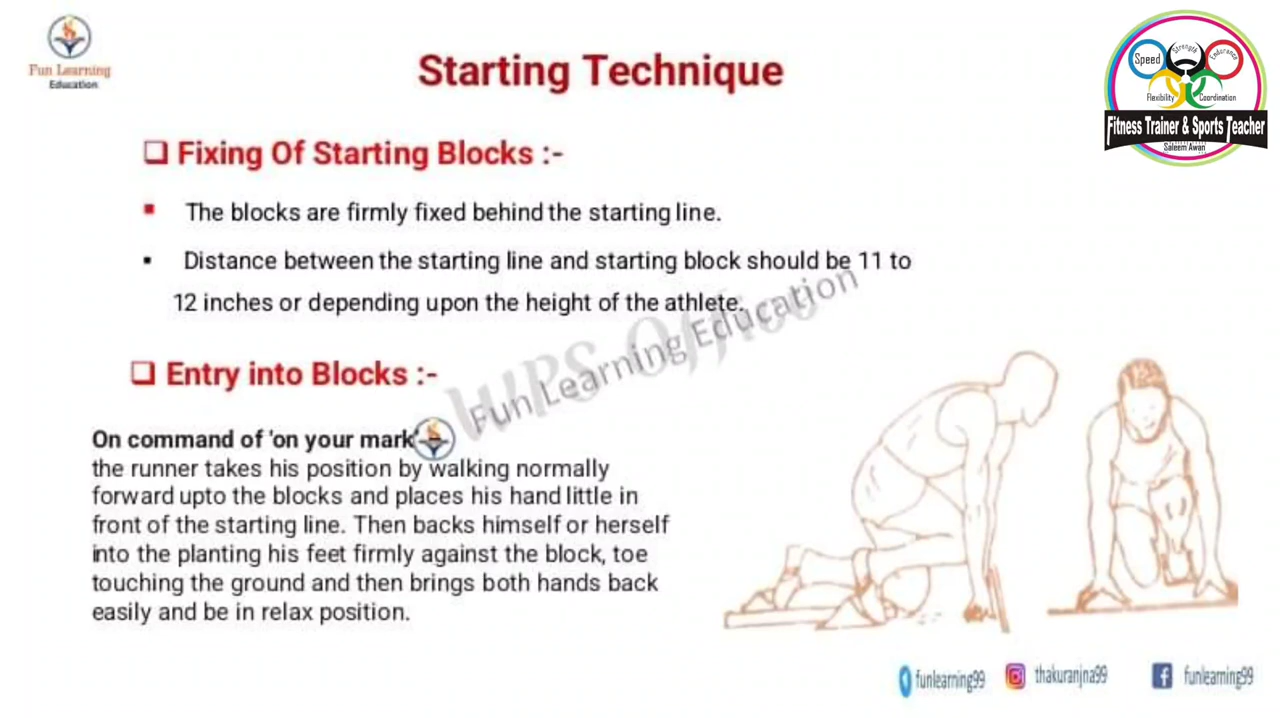 Fun Learning
Education
Starting Technique
Speed
Strength
Endurance
Flexibility
Coordination
Fitness Trainer & Sports Teacher
Saleem Awan
❑ Fixing Of Starting Blocks :-
▪ The blocks are firmly fixed behind the starting line.
▪ Distance between the starting line and starting block should be 11 to
12 inches or depending upon the height of the athlete.
WPS Office
Fun Learning Education
❑ Entry into Blocks :-
On command of 'on your mark'
the runner takes his position by walking normally
forward upto the blocks and places his hand little in
front of the starting line. Then backs himself or herself
into the planting his feet firmly against the block, toe
touching the ground and then brings both hands back
easily and be in relax position.
funlearning99
thakuranjna99
funlearning99